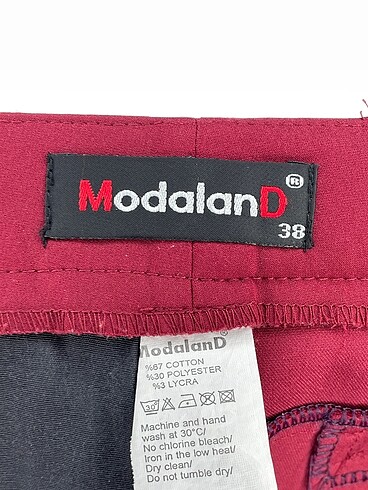 ModalanD ®
38
ModalanD
%67 COTTON
%30 POLYESTER
%3 LYCRA
30
Machine and hand
wash at 30°C/
No chlorine bleach/
Iron in the low heat/
Dry clean/
Do not tumble dry/